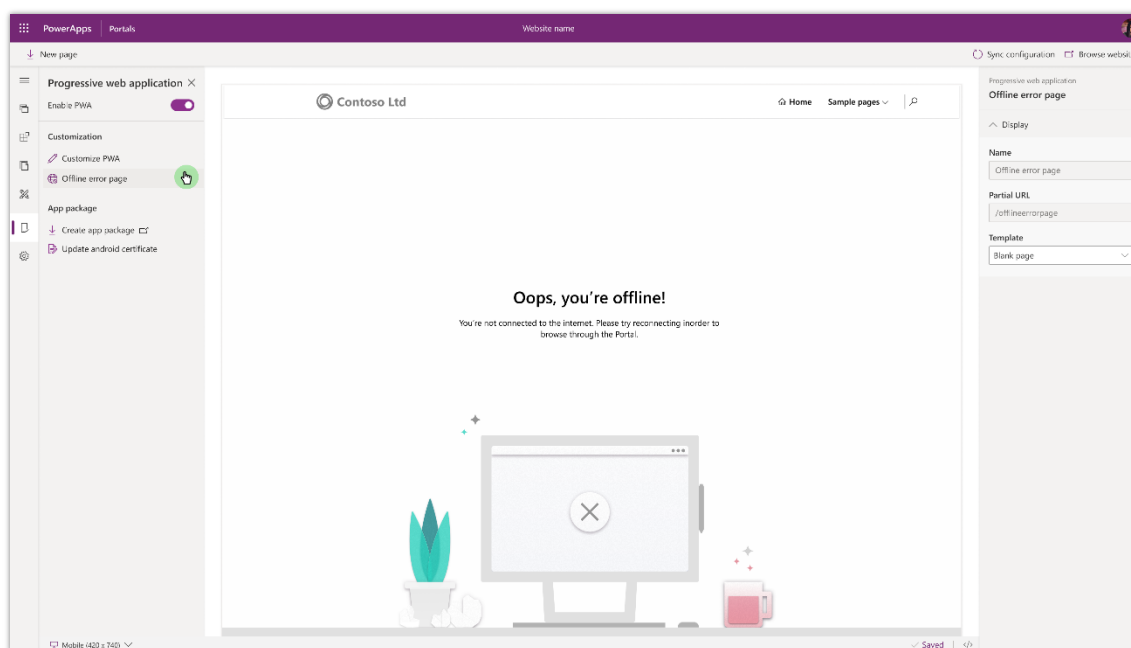 PowerApps Portals Website name
New page Sync configuration Browse websit
Progressive web application
Enable PWA
Customization
Customize PWA
Offline error page
App package
Create app package
Update android certificate
Contoso Ltd Home Sample pages
Oops, you're offline!
You're not connected to the internet. Please try reconnecting inorder to
browse through the Portal.
Progressive web application
Offline error page
Display
Name
Offline error page
Partial URL
/offlineerrorpage
Template
Blank page
Mobile (420 x 740) Saved </>